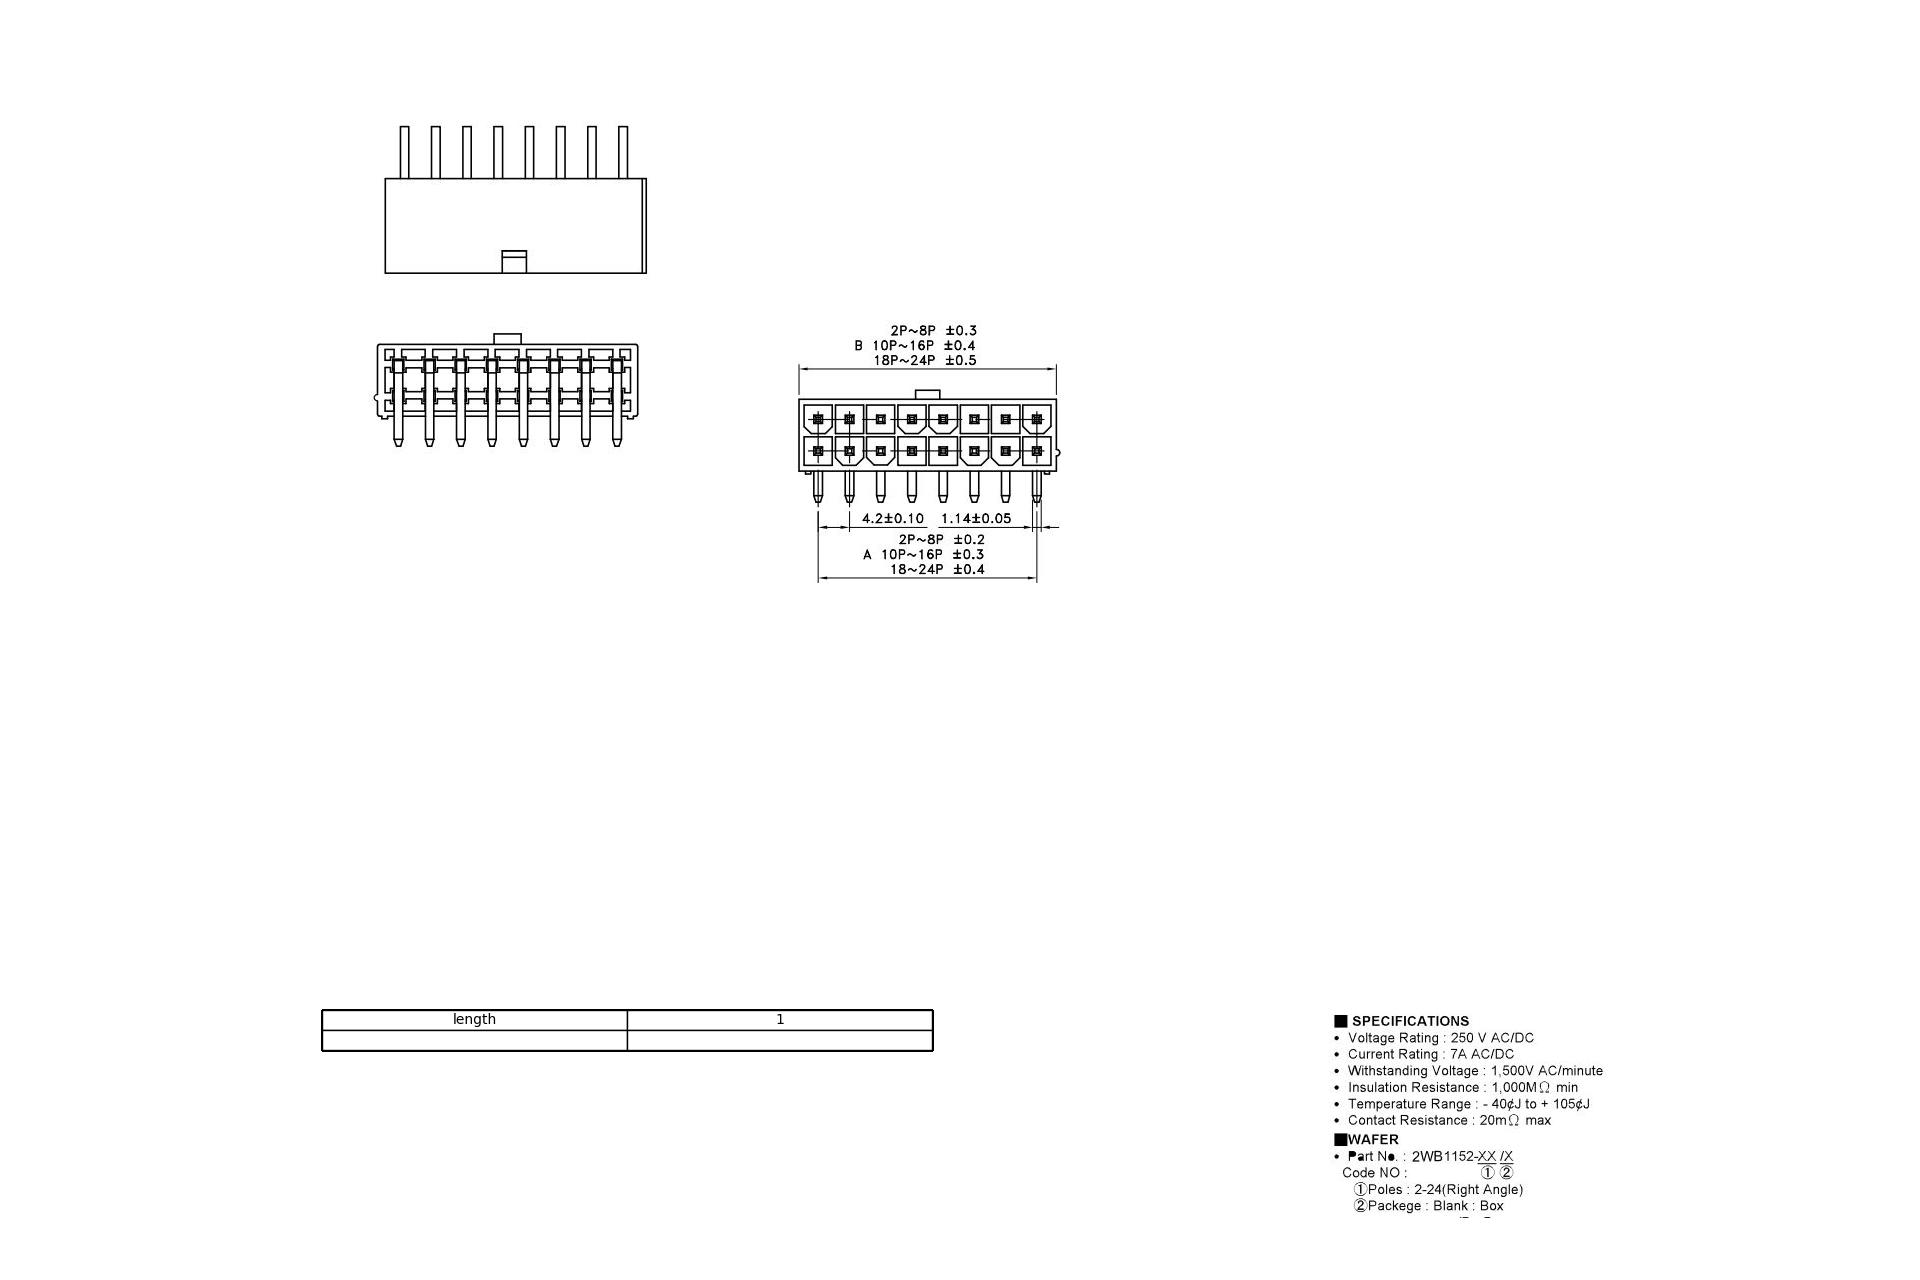 2P~8P ±0.3
B 10P~16P ±0.4
18P~24P ±0.5
4.2±0.10 1.14±0.05
2P~8P ±0.2
A 10P~16P ±0.3
18~24P ±0.4
length 1
■ SPECIFICATIONS
• Voltage Rating : 250 V AC/DC
• Current Rating : 7A AC/DC
• Withstanding Voltage : 1,500V AC/minute
• Insulation Resistance : 1,000MΩ min
• Temperature Range : - 40¢J to + 105¢J
• Contact Resistance : 20mΩ max
■WAFER
• Part No. : 2WB1152-XX /X
Code NO : ① ②
①Poles : 2-24(Right Angle)
②Packege : Blank : Box